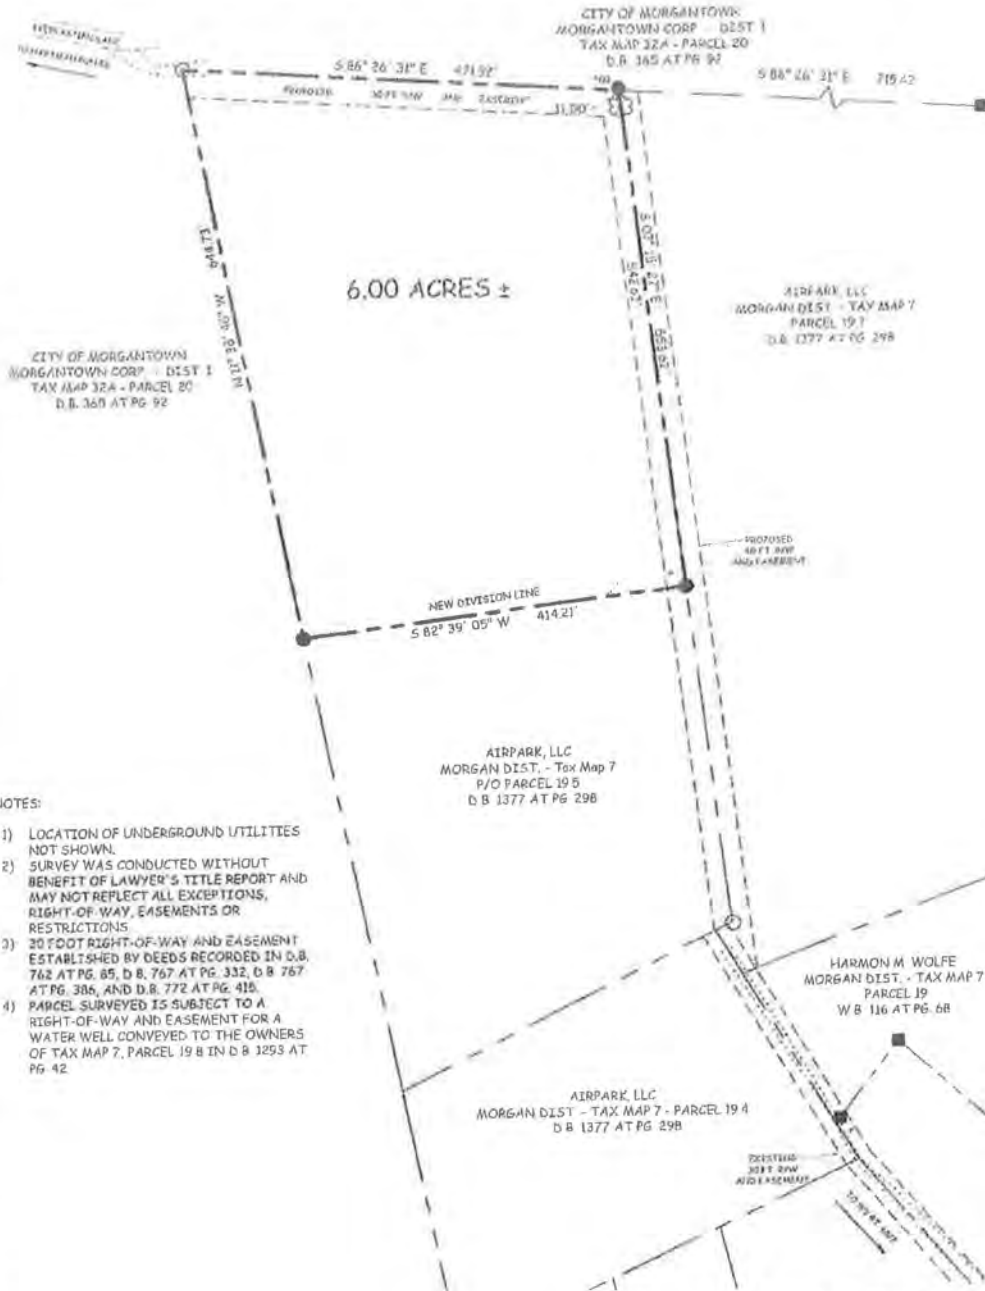 CITY OF MORGANTOWN
MORGANTOWN CORP - DIST 1
TAX MAP 32A - PARCEL 20
D.B. 365 AT PG 92
S 86° 26' 31" E 471.92'
S 86° 26' 31" E 715.42
30 FT R/W AND EASEMENT
11.00'
6.00 ACRES ±
AIRPARK, LLC
MORGAN DIST - TAX MAP 7
PARCEL 19.7
D.B. 1377 AT PG 298
CITY OF MORGANTOWN
MORGANTOWN CORP - DIST 1
TAX MAP 32A - PARCEL 20
D.B. 365 AT PG 92
PROPOSED
40 FT R/W
AND EASEMENT
NEW DIVISION LINE
S 82° 39' 05" W 414.21'
AIRPARK, LLC
MORGAN DIST. - Tax Map 7
P/O PARCEL 19.5
D B 1377 AT PG 298
NOTES:
1) LOCATION OF UNDERGROUND UTILITIES
NOT SHOWN.
2) SURVEY WAS CONDUCTED WITHOUT
BENEFIT OF LAWYER'S TITLE REPORT AND
MAY NOT REFLECT ALL EXCEPTIONS,
RIGHT-OF-WAY, EASEMENTS OR
RESTRICTIONS
3) 20 FOOT RIGHT-OF-WAY AND EASEMENT
ESTABLISHED BY DEEDS RECORDED IN D.B.
762 AT PG. 85, D.B. 767 AT PG. 332, D.B 767
AT PG. 386, AND D.B. 772 AT PG. 415.
4) PARCEL SURVEYED IS SUBJECT TO A
RIGHT-OF-WAY AND EASEMENT FOR A
WATER WELL CONVEYED TO THE OWNERS
OF TAX MAP 7, PARCEL 19 8 IN D B 1293 AT
PG 42
HARMON M WOLFE
MORGAN DIST. - TAX MAP 7
PARCEL 19
W B 116 AT PG. 68
AIRPARK, LLC
MORGAN DIST - TAX MAP 7 - PARCEL 19 4
D B 1377 AT PG 298
EXISTING
30 FT R/W
AND EASEMENT